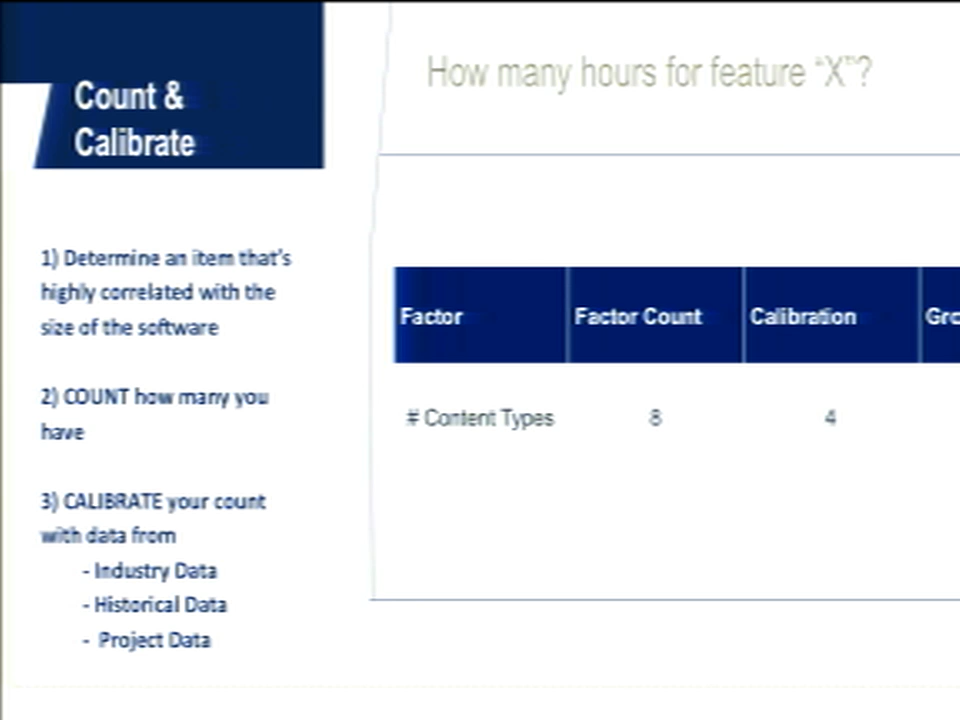 Count &
Calibrate
How many hours for feature “X”?
1) Determine an item that’s
highly correlated with the
size of the software
2) COUNT how many you
have
3) CALIBRATE your count
with data from
- Industry Data
- Historical Data
- Project Data
Factor Factor Count Calibration Gro
# Content Types 8 4